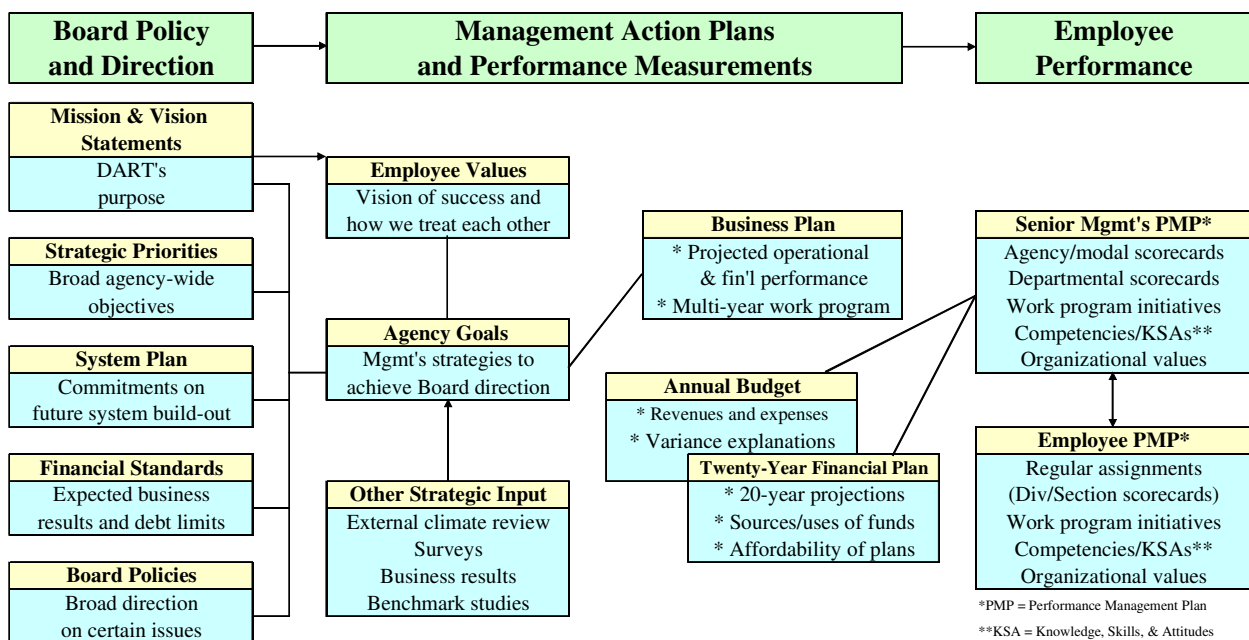 Board Policy
and Direction
Management Action Plans
and Performance Measurements
Employee
Performance
Mission & Vision
Statements
DART's
purpose
Strategic Priorities
Broad agency-wide
objectives
System Plan
Commitments on
future system build-out
Financial Standards
Expected business
results and debt limits
Board Policies
Broad direction
on certain issues
Employee Values
Vision of success and
how we treat each other
Agency Goals
Mgmt's strategies to
achieve Board direction
Other Strategic Input
External climate review
Surveys
Business results
Benchmark studies
Business Plan
* Projected operational
& fin'l performance
* Multi-year work program
Annual Budget
* Revenues and expenses
* Variance explanations
Twenty-Year Financial Plan
* 20-year projections
* Sources/uses of funds
* Affordability of plans
Senior Mgmt's PMP*
Agency/modal scorecards
Departmental scorecards
Work program initiatives
Competencies/KSAs**
Organizational values
Employee PMP*
Regular assignments
(Div/Section scorecards)
Work program initiatives
Competencies/KSAs**
Organizational values
*PMP = Performance Management Plan
**KSA = Knowledge, Skills, & Attitudes